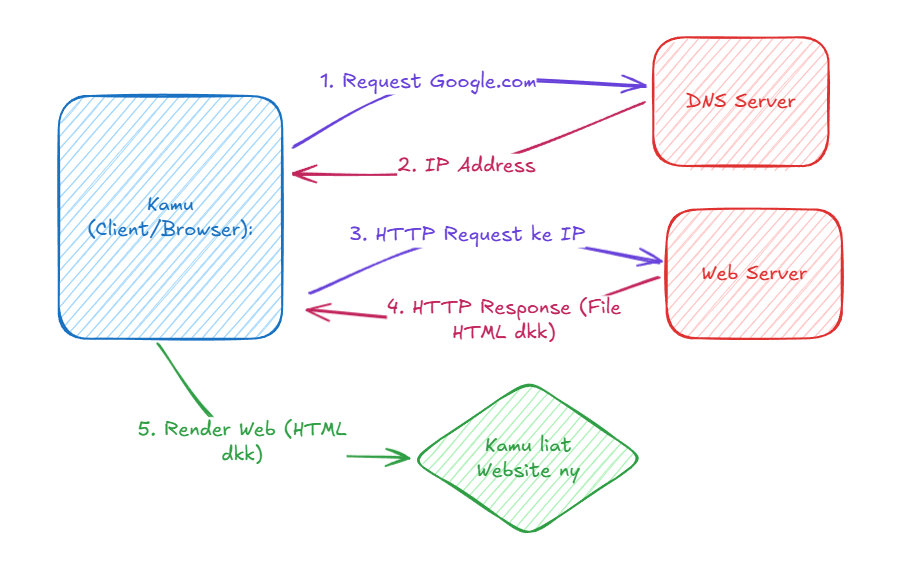 1. Request Google.com
DNS Server
2. IP Address
Kamu
(Client/Browser):
3. HTTP Request ke IP
Web Server
4. HTTP Response (File
HTML dkk)
5. Render Web (HTML
dkk)
Kamu liat
Website ny